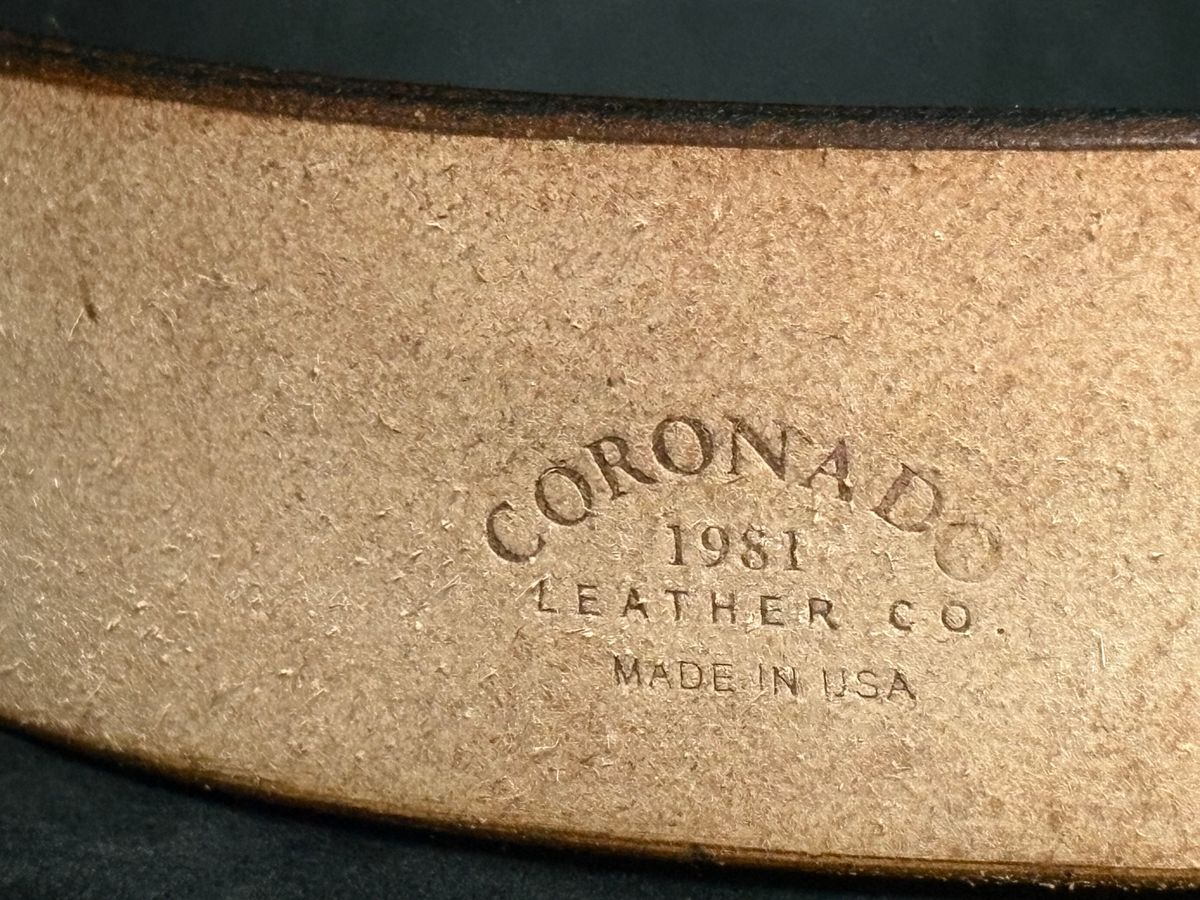 CORONADO
1981
LEATHER CO.
MADE IN USA